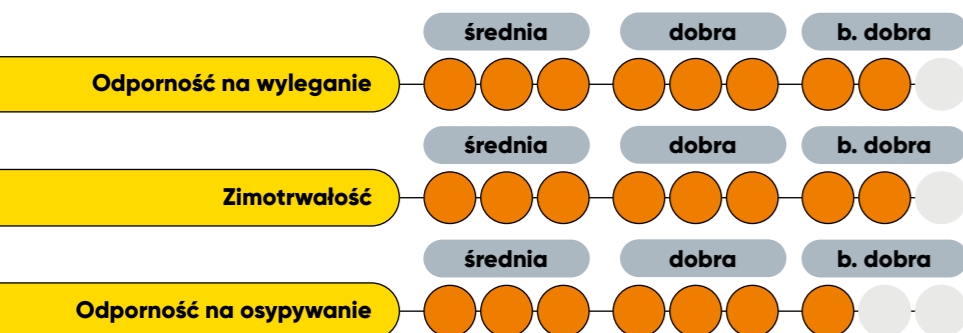 średnia dobra b. dobra
Odporność na wyleganie
średnia dobra b. dobra
Zimotrwałość
średnia dobra b. dobra
Odporność na osypywanie